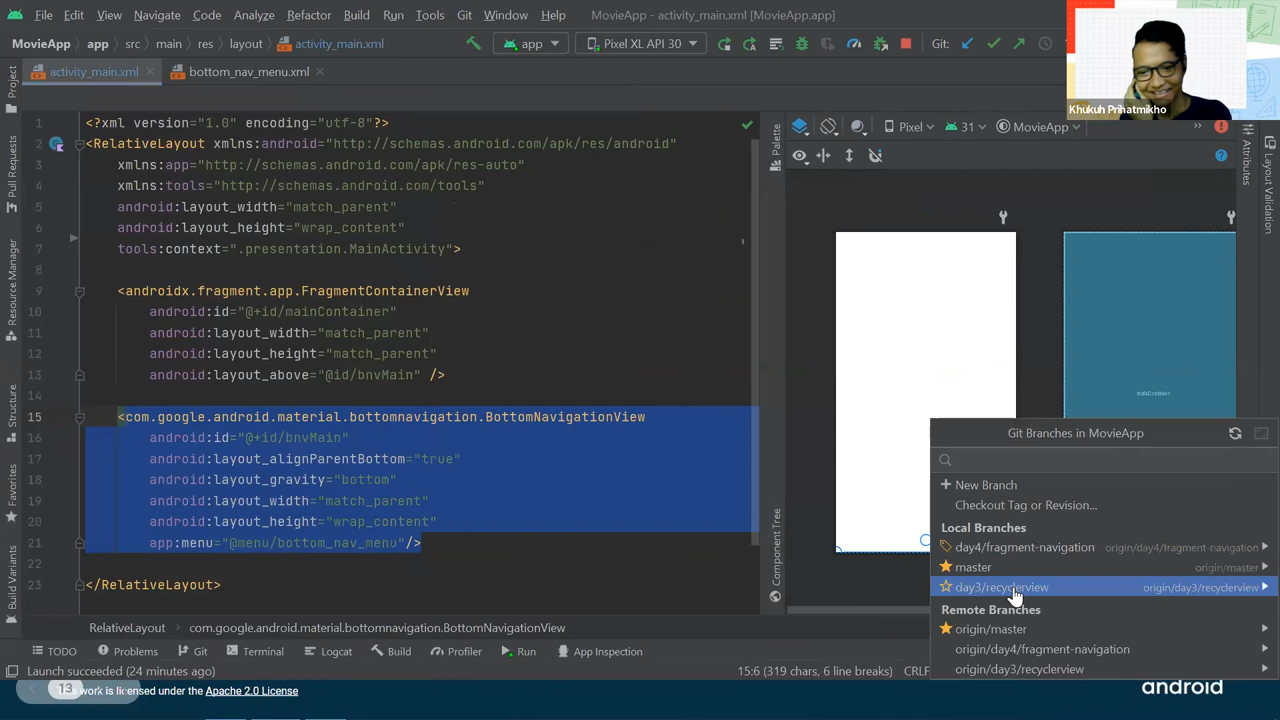 File Edit View Navigate Code Analyze Refactor Build Run Tools Git Window Help MovieApp - activity_main.xml [MovieApp.app]
MovieApp app src main res layout activity_main.xml app Pixel XL API 30 Git:
Khukuh Prihatmikho
activity_main.xml bottom_nav_menu.xml
Project
Pull Requests
Resource Manager
Structure
Favorites
Build Variants
1 <?xml version="1.0" encoding="utf-8"?>
2 <RelativeLayout xmlns:android="http://schemas.android.com/apk/res/android"
3 xmlns:app="http://schemas.android.com/apk/res-auto"
4 xmlns:tools="http://schemas.android.com/tools"
5 android:layout_width="match_parent"
6 android:layout_height="wrap_content"
7 tools:context=".presentation.MainActivity">
8
9 <androidx.fragment.app.FragmentContainerView
10 android:id="@+id/mainContainer"
11 android:layout_width="match_parent"
12 android:layout_height="match_parent"
13 android:layout_above="@id/bnvMain" />
14
15 <com.google.android.material.bottomnavigation.BottomNavigationView
16 android:id="@+id/bnvMain"
17 android:layout_alignParentBottom="true"
18 android:layout_gravity="bottom"
19 android:layout_width="match_parent"
20 android:layout_height="wrap_content"
21 app:menu="@menu/bottom_nav_menu"/>
22
23 </RelativeLayout>
Palette
Component Tree
Pixel 31 MovieApp
Attributes
Layout Validation
mainContainer
Git Branches in MovieApp
New Branch
Checkout Tag or Revision...
Local Branches
day4/fragment-navigation origin/day4/fragment-navigation
master origin/master
day3/recyclerview origin/day3/recyclerview
Remote Branches
origin/master
origin/day4/fragment-navigation
origin/day3/recyclerview
RelativeLayout com.google.android.material.bottomnavigation.BottomNavigationView
TODO Problems Git Terminal Logcat Build Profiler Run App Inspection
Launch succeeded (24 minutes ago) 15:6 (319 chars, 6 line breaks) CRLF
13
work is licensed under the Apache 2.0 License
android